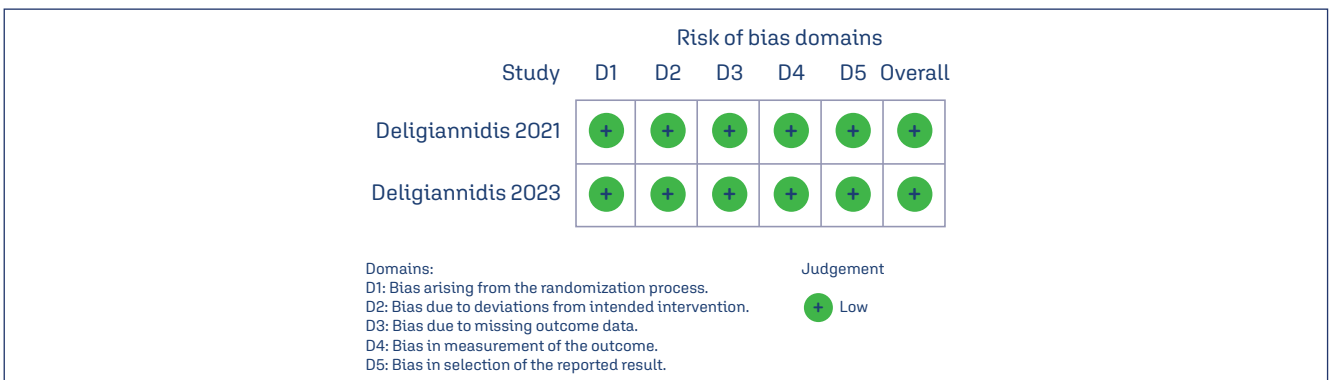 Risk of bias domains
Study D1 D2 D3 D4 D5 Overall
Deligiannidis 2021 + + + + + +
Deligiannidis 2023 + + + + + +
Domains:
D1: Bias arising from the randomization process.
D2: Bias due to deviations from intended intervention.
D3: Bias due to missing outcome data.
D4: Bias in measurement of the outcome.
D5: Bias in selection of the reported result.
Judgement
+ Low